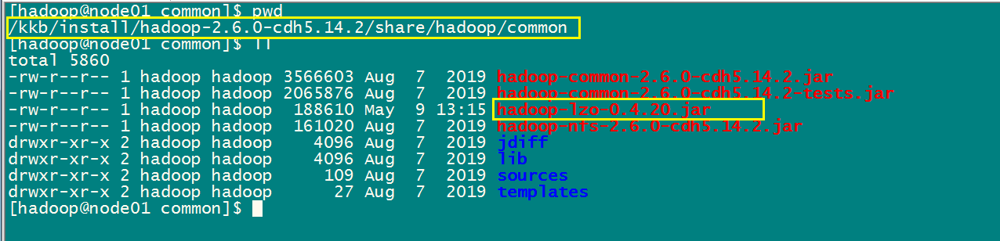 [hadoop@node01 common]$ pwd
/kkb/install/hadoop-2.6.0-cdh5.14.2/share/hadoop/common
[hadoop@node01 common]$ ll
total 5860
-rw-r--r-- 1 hadoop hadoop 3566603 Aug  7  2019 hadoop-common-2.6.0-cdh5.14.2.jar
-rw-r--r-- 1 hadoop hadoop 2065876 Aug  7  2019 hadoop-common-2.6.0-cdh5.14.2-tests.jar
-rw-r--r-- 1 hadoop hadoop  188610 May  9 13:15 hadoop-lzo-0.4.20.jar
-rw-r--r-- 1 hadoop hadoop  161020 Aug  7  2019 hadoop-nfs-2.6.0-cdh5.14.2.jar
drwxr-xr-x 2 hadoop hadoop    4096 Aug  7  2019 jdiff
drwxr-xr-x 2 hadoop hadoop    4096 Aug  7  2019 lib
drwxr-xr-x 2 hadoop hadoop     109 Aug  7  2019 sources
drwxr-xr-x 2 hadoop hadoop      27 Aug  7  2019 templates
[hadoop@node01 common]$